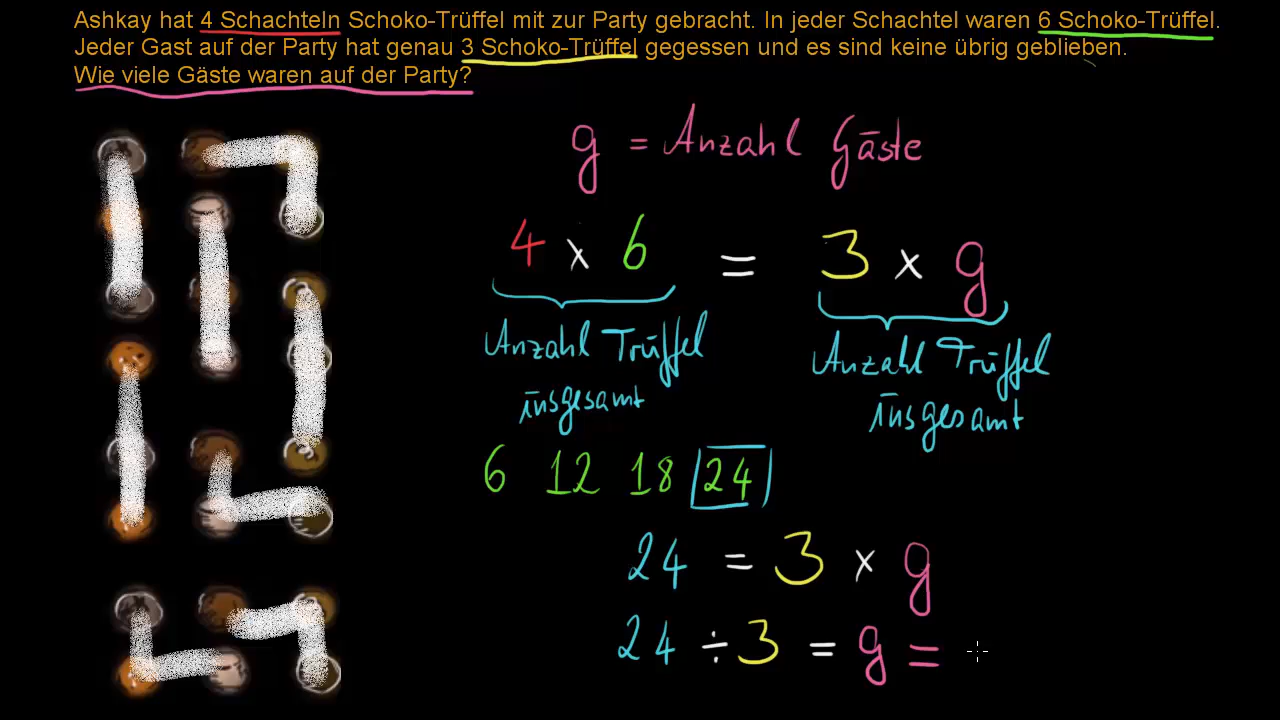 Ashkay hat 4 Schachteln Schoko-Trüffel mit zur Party gebracht. In jeder Schachtel waren 6 Schoko-Trüffel.
Jeder Gast auf der Party hat genau 3 Schoko-Trüffel gegessen und es sind keine übrig geblieben.
Wie viele Gäste waren auf der Party?
g = Anzahl Gäste
4 x 6 = 3 x g
Anzahl Trüffel insgesamt
Anzahl Trüffel insgesamt
6 12 18 24
24 = 3 x g
24 ÷ 3 = g =